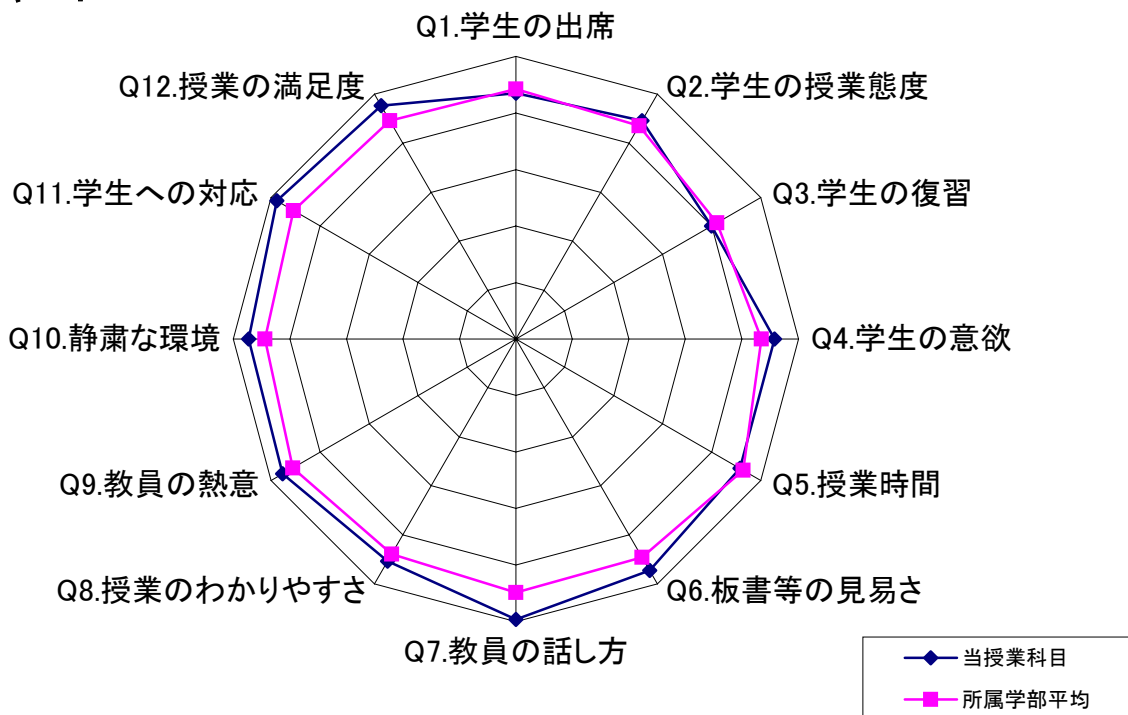 Q1.学生の出席
Q2.学生の授業態度
Q3.学生の復習
Q4.学生の意欲
Q5.授業時間
Q6.板書等の見易さ
Q7.教員の話し方
Q8.授業のわかりやすさ
Q9.教員の熱意
Q10.静粛な環境
Q11.学生への対応
Q12.授業の満足度
当授業科目
所属学部平均